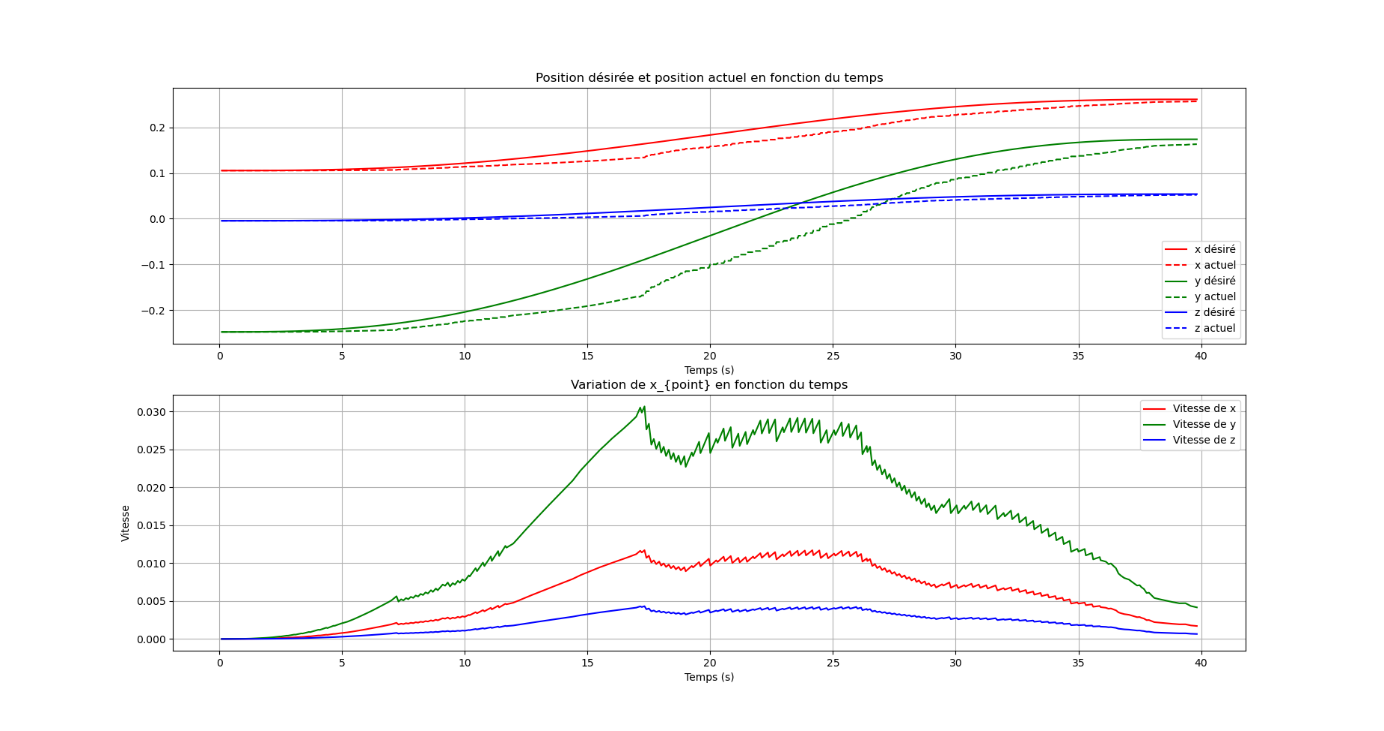 Position désirée et position actuel en fonction du temps
0.2
0.1
0.0
−0.1
−0.2
0 5 10 15 20 25 30 35 40
Temps (s)
x désiré
x actuel
y désiré
y actuel
z désiré
z actuel
Variation de x_{point} en fonction du temps
Vitesse
0.030
0.025
0.020
0.015
0.010
0.005
0.000
0 5 10 15 20 25 30 35 40
Temps (s)
Vitesse de x
Vitesse de y
Vitesse de z